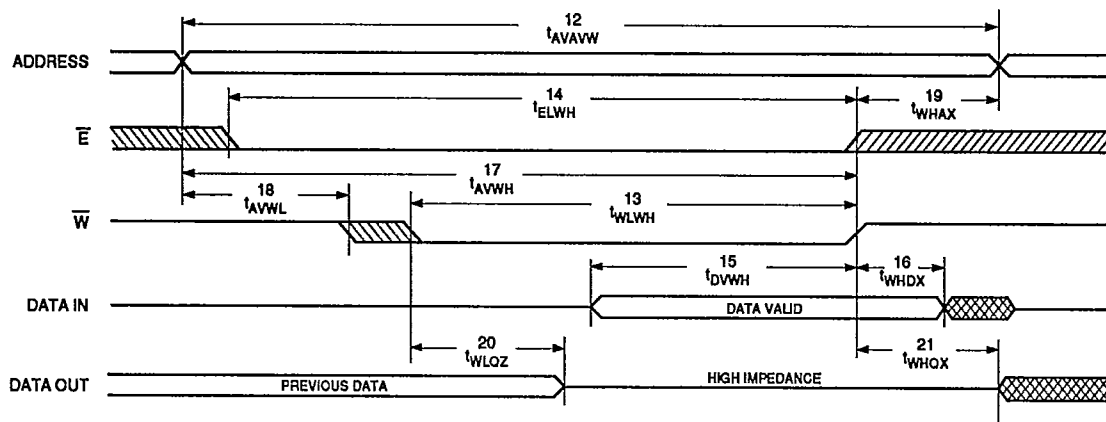 12
tAVAVW
ADDRESS
14
tELWH
19
tWHAX
E
17
tAVWH
18
tAVWL
13
tWLWH
W
15
tDVWH
16
tWHDX
DATA IN
DATA VALID
20
tWLQZ
21
tWHQX
DATA OUT
PREVIOUS DATA
HIGH IMPEDANCE